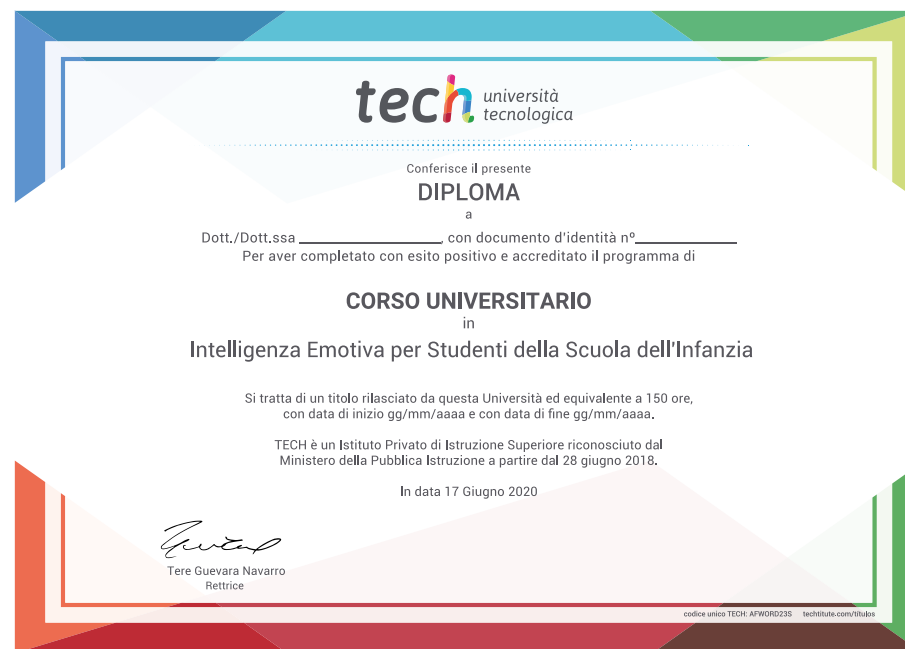 tech università
tecnologica
Conferisce il presente
DIPLOMA
a
Dott./Dott.ssa ________________, con documento d'identità nº____________
Per aver completato con esito positivo e accreditato il programma di
CORSO UNIVERSITARIO
in
Intelligenza Emotiva per Studenti della Scuola dell'Infanzia
Si tratta di un titolo rilasciato da questa Università ed equivalente a 150 ore,
con data di inizio gg/mm/aaaa e con data di fine gg/mm/aaaa.
TECH è un Istituto Privato di Istruzione Superiore riconosciuto dal
Ministero della Pubblica Istruzione a partire dal 28 giugno 2018.
In data 17 Giugno 2020
Tere Guevara Navarro
Rettrice
codice unico TECH: AFWORD23S techtitute.com/titulos